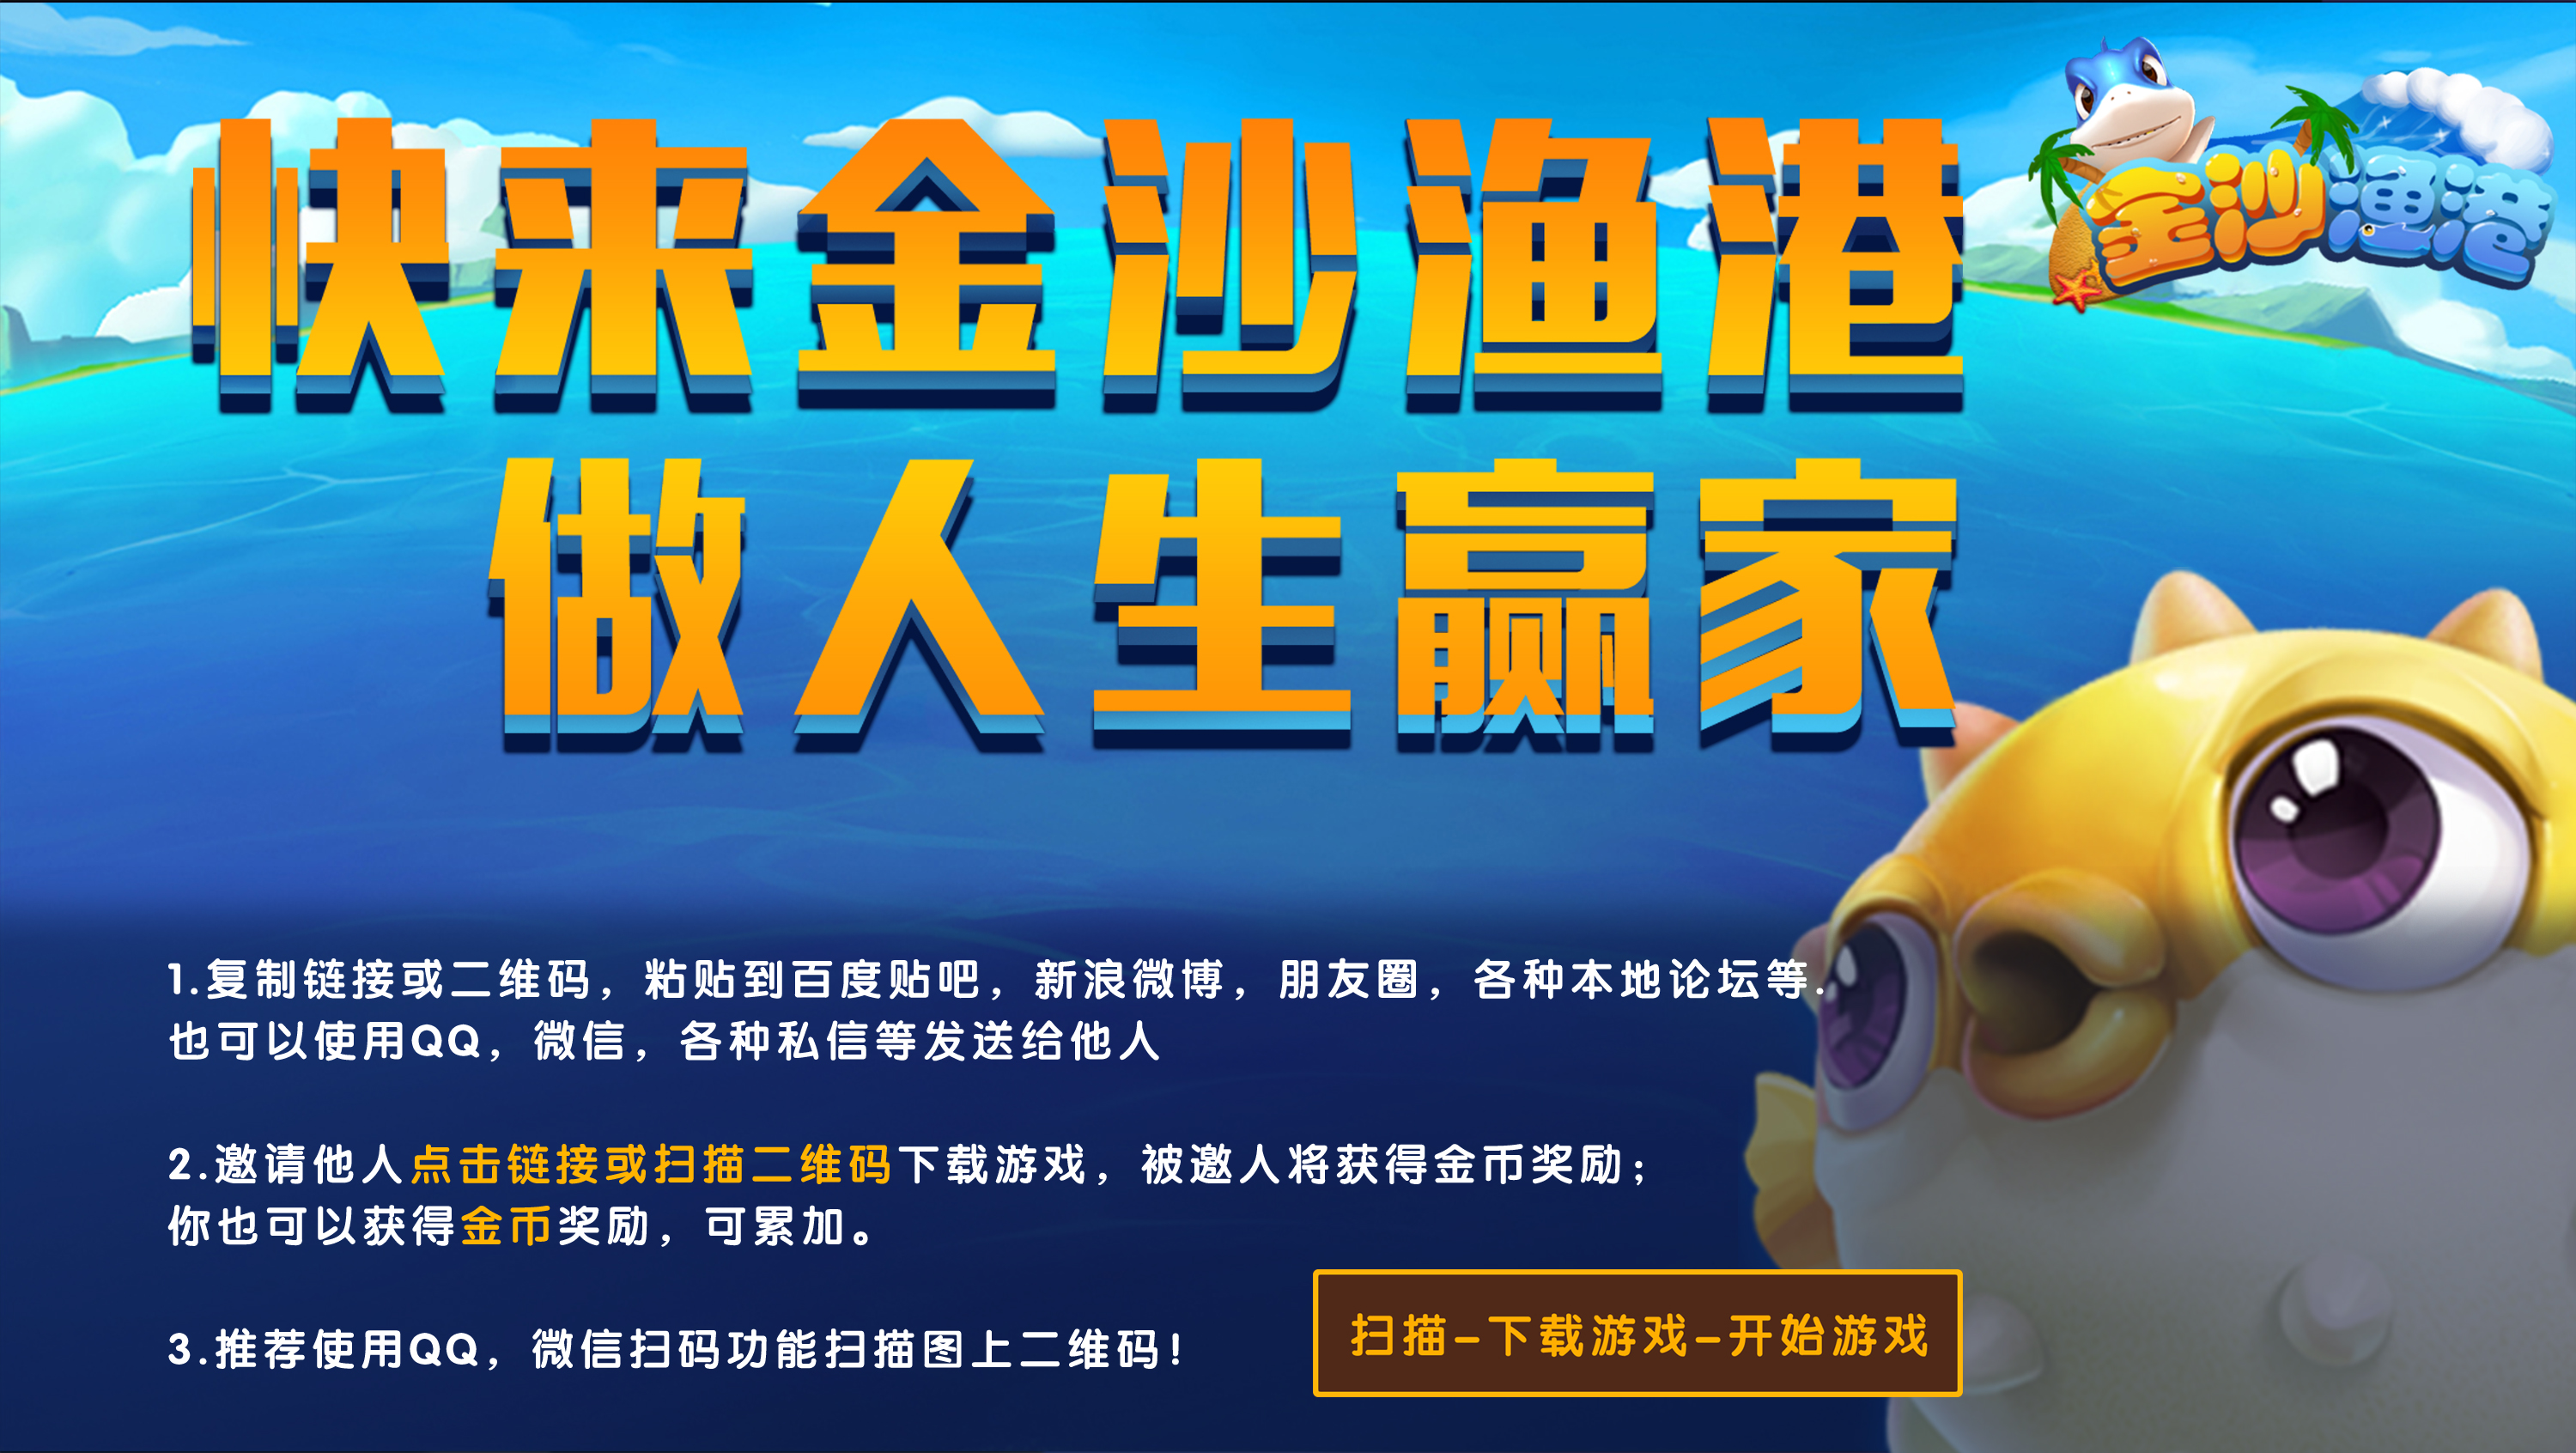 快来金沙渔港
金沙渔港
做人生赢家
1.复制链接或二维码，粘贴到百度贴吧，新浪微博，朋友圈，各种本地论坛等.
也可以使用QQ，微信，各种私信等发送给他人
2.邀请他人点击链接或扫描二维码下载游戏，被邀人将获得金币奖励；
你也可以获得金币奖励，可累加。
3.推荐使用QQ，微信扫码功能扫描图上二维码！
扫描-下载游戏-开始游戏